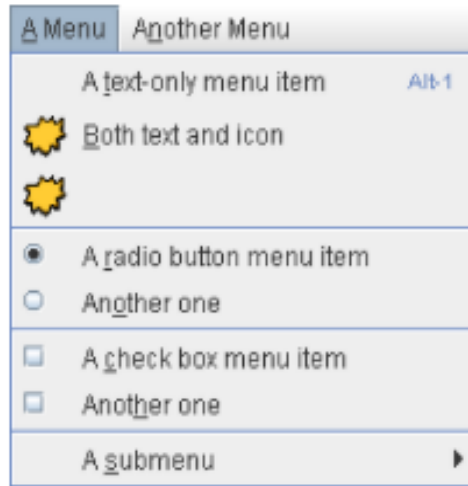 A Menu Another Menu
A text-only menu item Alt-1
Both text and icon
A radio button menu item
Another one
A check box menu item
Another one
A submenu